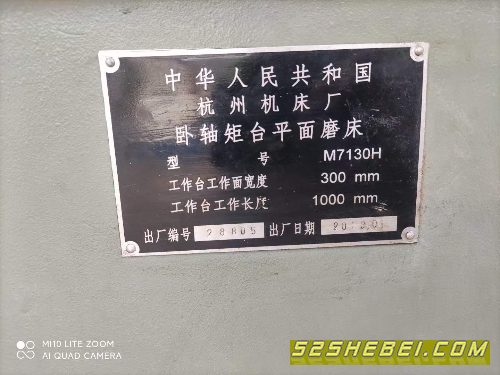 中华人民共和国
杭州机床厂
卧轴矩台平面磨床
型号 M7130H
工作台工作面宽度 300 mm
工作台工作长度 1000 mm
出厂编号 出厂日期
MI 10 LITE ZOOM
AI QUAD CAMERA
52SHEBEI.COM